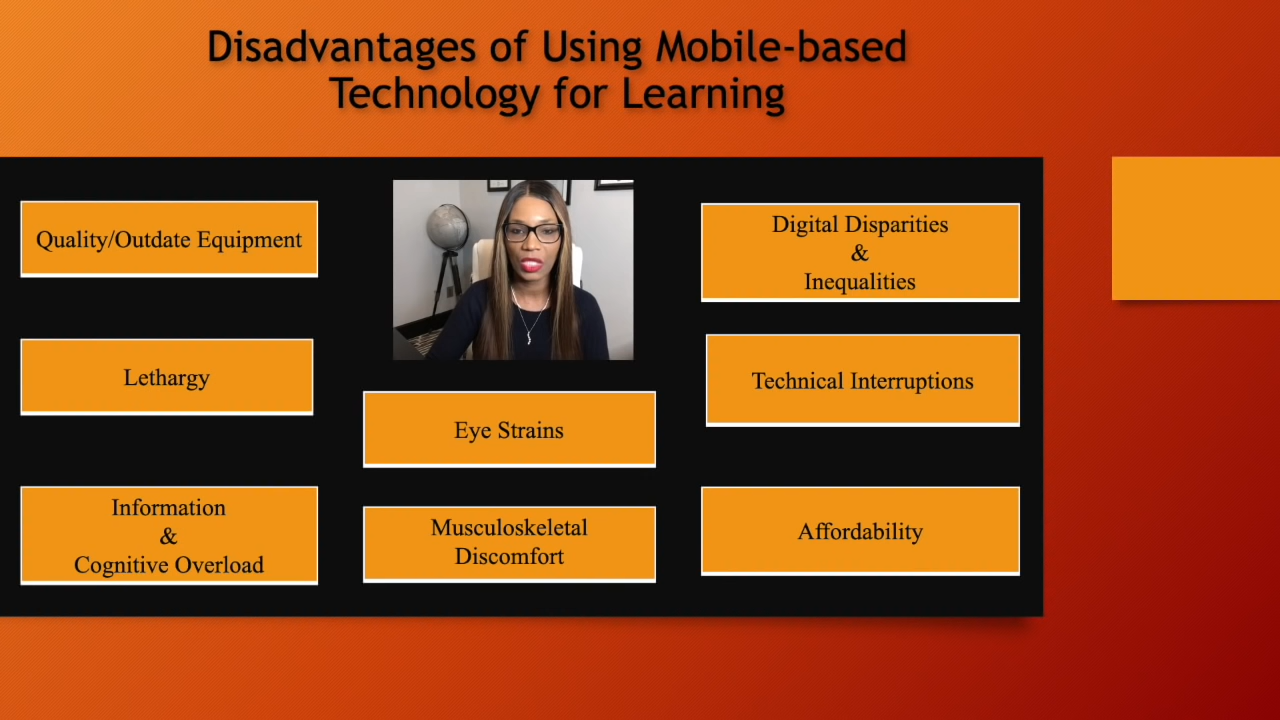 Disadvantages of Using Mobile-based
Technology for Learning
Quality/Outdate Equipment
Lethargy
Information
&
Cognitive Overload
Eye Strains
Musculoskeletal
Discomfort
Digital Disparities
&
Inequalities
Technical Interruptions
Affordability